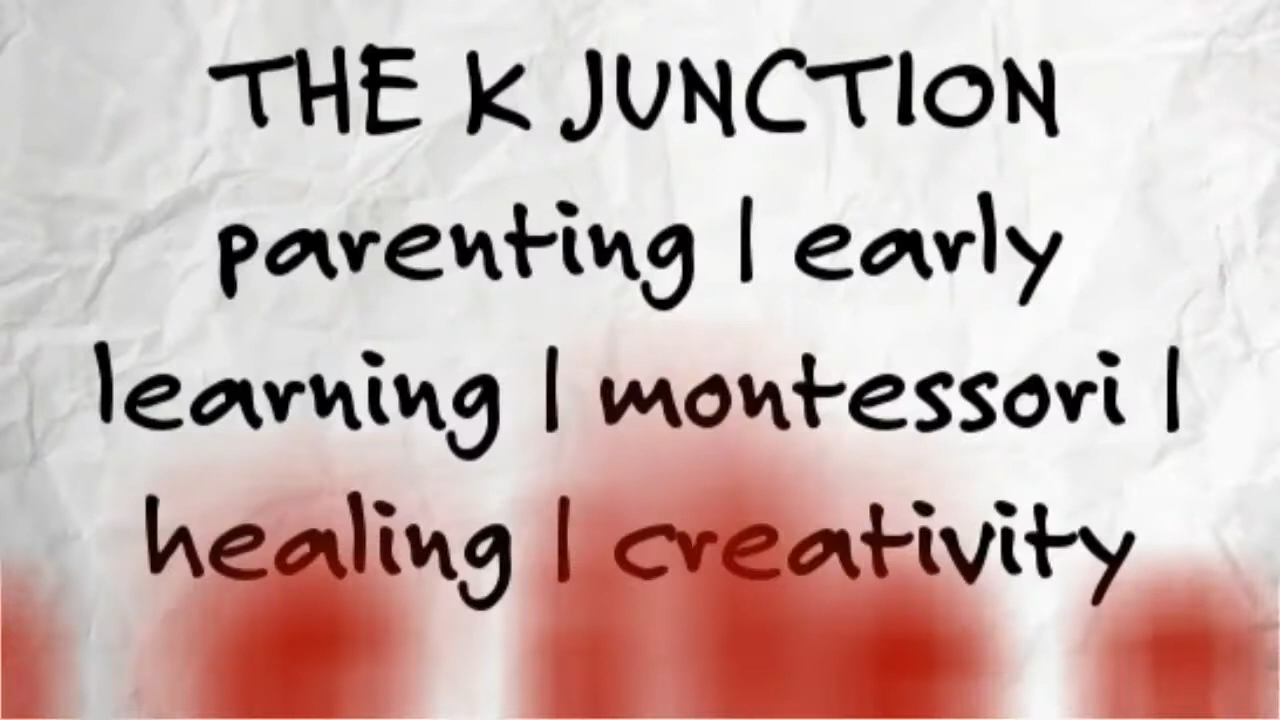 THE K JUNCTION
parenting | early
learning | montessori |
healing | creativity